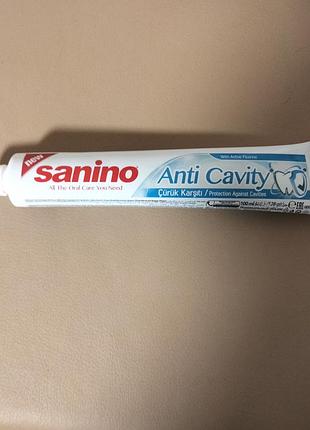 new
sanino
All The Oral Care You Need
With Active Fluorine
Anti Cavity
Çürük Karşıtı / Protection Against Cavities
100 ml